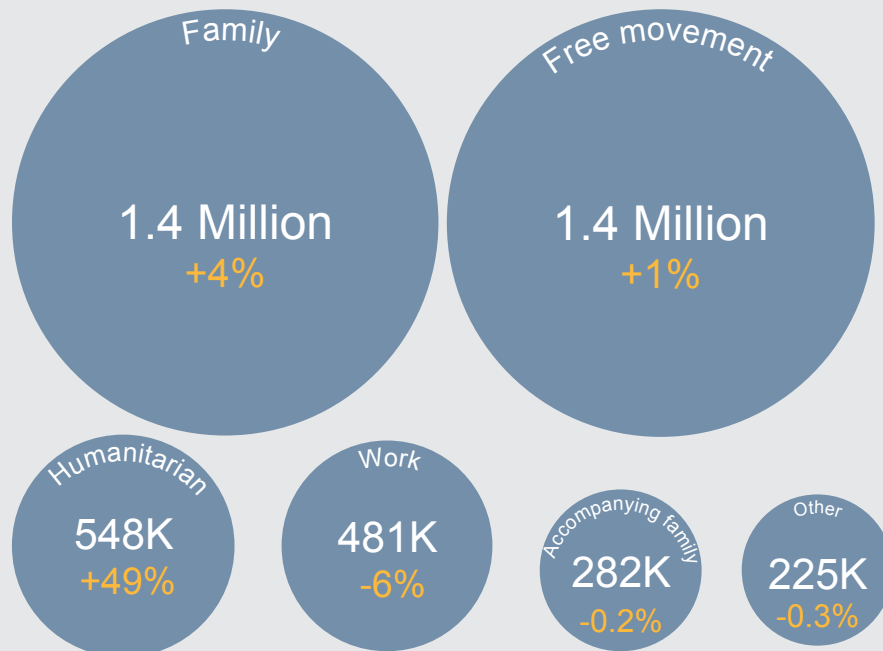 Family
1.4 Million
+4%
Free movement
1.4 Million
+1%
Humanitarian
548K
+49%
Work
481K
-6%
Accompanying family
282K
-0.2%
Other
225K
-0.3%